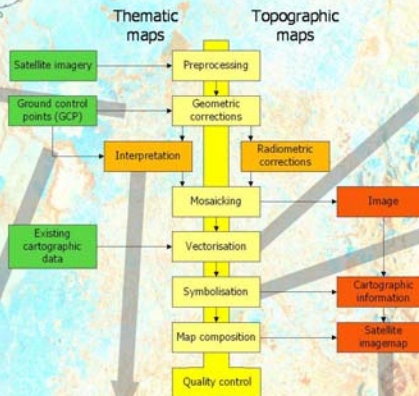 Thematic
maps
Topographic
maps
Satellite imagery
Preprocessing
Ground control
points (GCP)
Geometric
corrections
Interpretation
Radiometric
corrections
Mosaicking
Image
Existing
cartographic
data
Vectorisation
Symbolisation
Cartographic
information
Map composition
Satellite
imagemap
Quality control